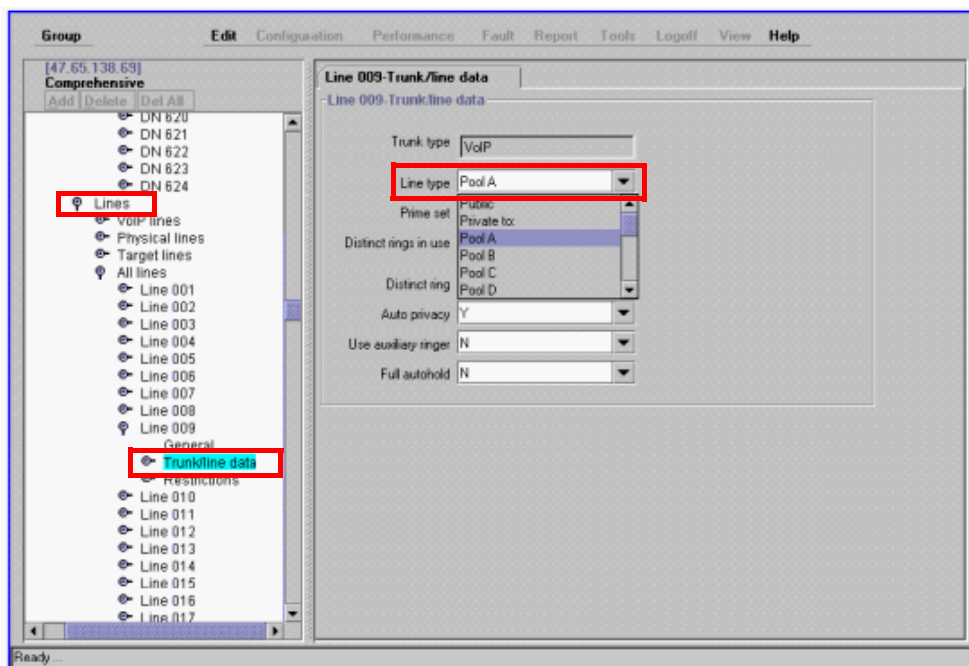 Group Edit Configuration Performance Fault Report Tools Logoff View Help
[47.65.138.69]
Comprehensive
Add Delete Del All
DN 620
DN 621
DN 622
DN 623
DN 624
Lines
VoIP lines
Physical lines
Target lines
All lines
Line 001
Line 002
Line 003
Line 004
Line 005
Line 006
Line 007
Line 008
Line 009
General
Trunk/line data
Restrictions
Line 010
Line 011
Line 012
Line 013
Line 014
Line 015
Line 016
Line 017
Line 009-Trunk/line data
Line 009-Trunk/line data
Trunk type VoIP
Line type Pool A
Prime set
Public
Private to:
Distinct rings in use
Pool A
Pool B
Pool C
Distinct ring
Pool D
Auto privacy Y
Use auxiliary ringer N
Full autohold N
Ready...